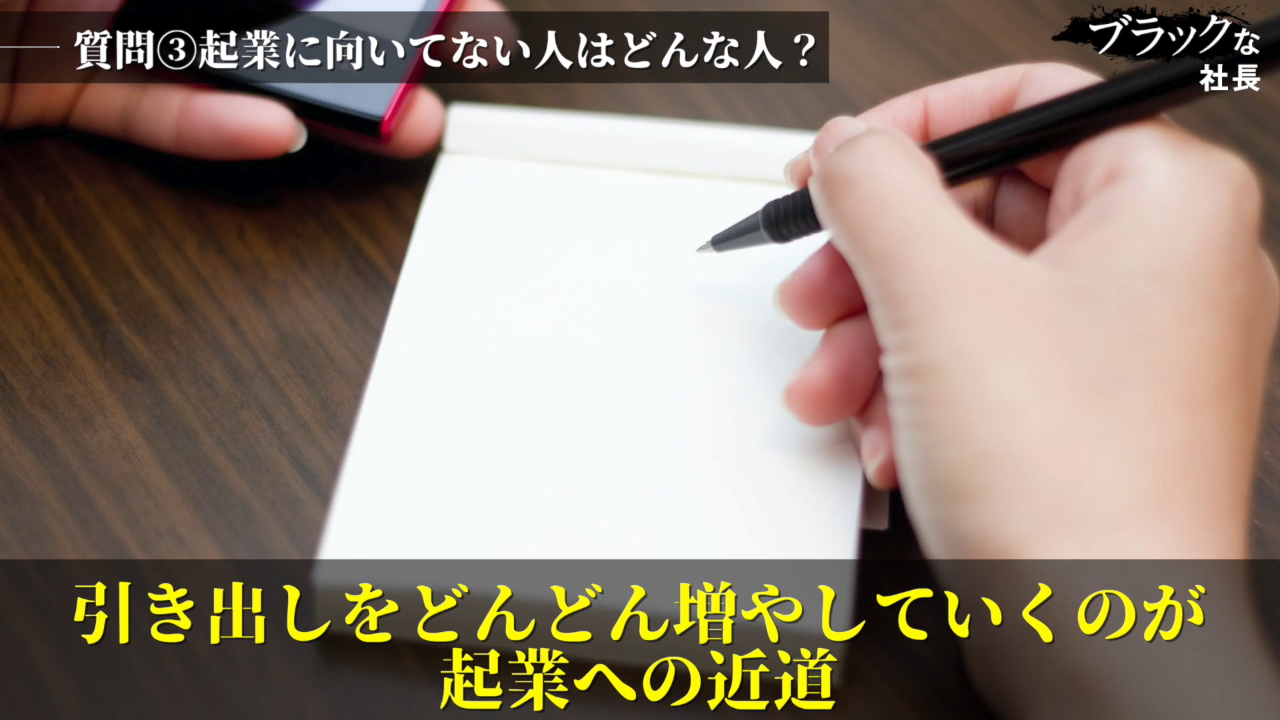 質問③起業に向いてない人はどんな人？
ブラックな
社長
引き出しをどんどん増やしていくのが
起業への近道